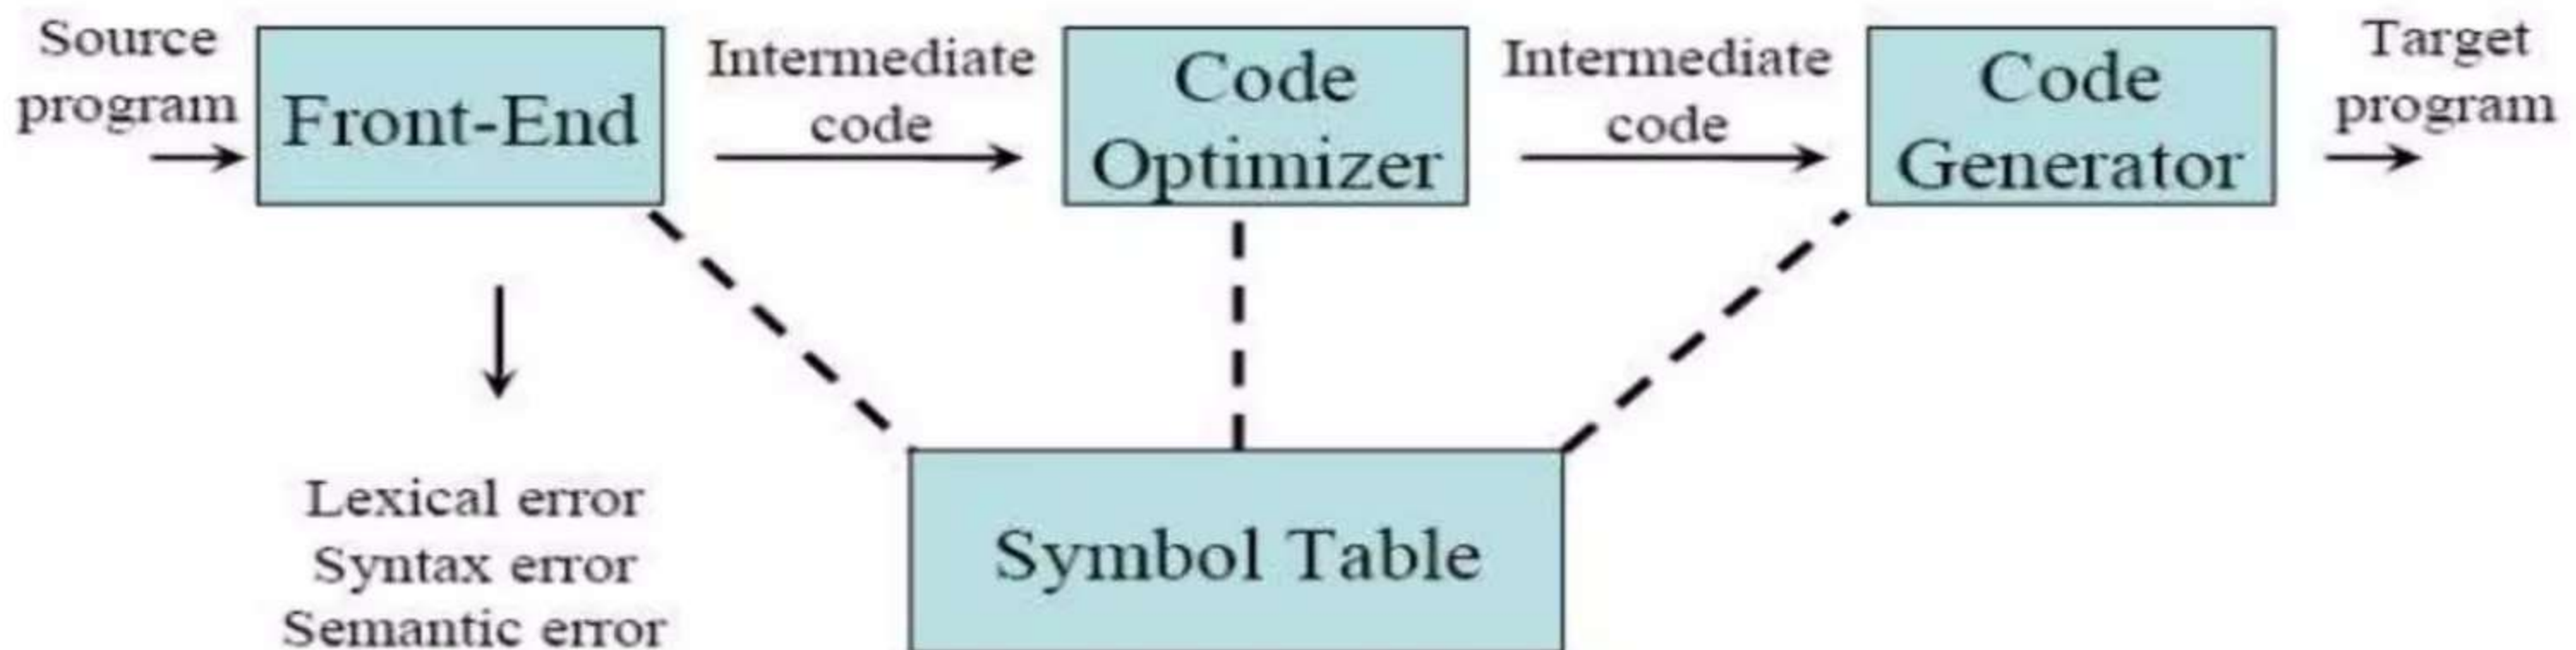 Source
program
Front-End
Intermediate
code
Code
Optimizer
Intermediate
code
Code
Generator
Target
program
Lexical error
Syntax error
Semantic error
Symbol Table